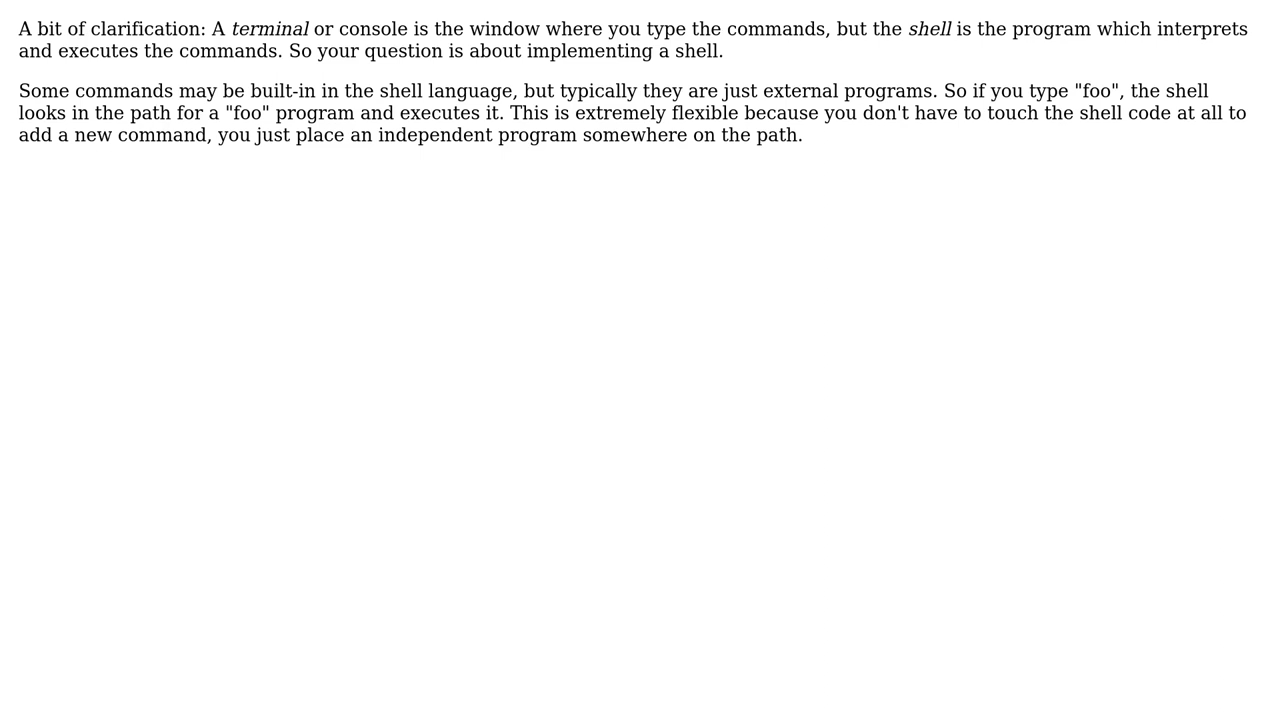 A bit of clarification: A terminal or console is the window where you type the commands, but the shell is the program which interprets
and executes the commands. So your question is about implementing a shell.
Some commands may be built-in in the shell language, but typically they are just external programs. So if you type "foo", the shell
looks in the path for a "foo" program and executes it. This is extremely flexible because you don't have to touch the shell code at all to
add a new command, you just place an independent program somewhere on the path.